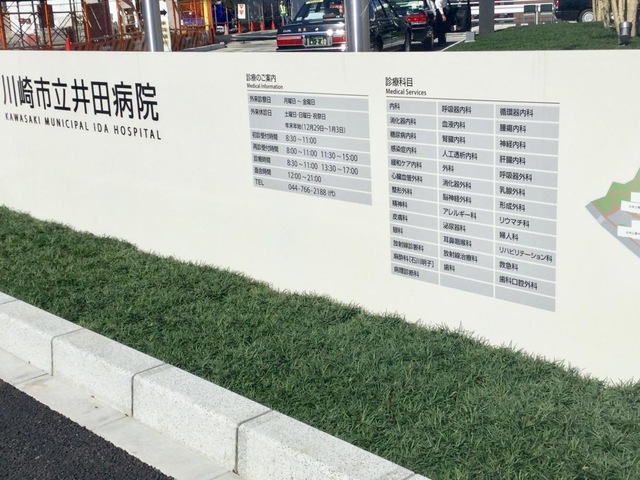 川崎市立井田病院
KAWASAKI MUNICIPAL IDA HOSPITAL
診療のご案内
Medical Information
外来診察日 月曜日～金曜日
外来休診日 土曜日・日曜日・祝祭日
年末年始(12月29日～1月3日)
初診受付時間 8:30～11:00
再診受付時間 8:00～11:00 11:30～15:00
診療時間 8:30～11:00 13:30～17:00
面会時間 12:00～21:00
TEL 044-766-2188(代)
診療科目
Medical Services
内科 呼吸器内科 循環器内科
消化器内科 血液内科 腫瘍内科
糖尿病内科 腎臓内科 神経内科
感染症内科 人工透析内科 肝臓内科
緩和ケア内科 外科 呼吸器外科
心臓血管外科 消化器外科 乳腺外科
整形外科 脳神経外科 形成外科
精神科 アレルギー科 リウマチ科
皮膚科 泌尿器科 婦人科
眼科 耳鼻咽喉科 リハビリテーション科
放射線診断科 放射線治療科 救急科
麻酔科[石川明子] 歯科 歯科口腔外科
病理診断科